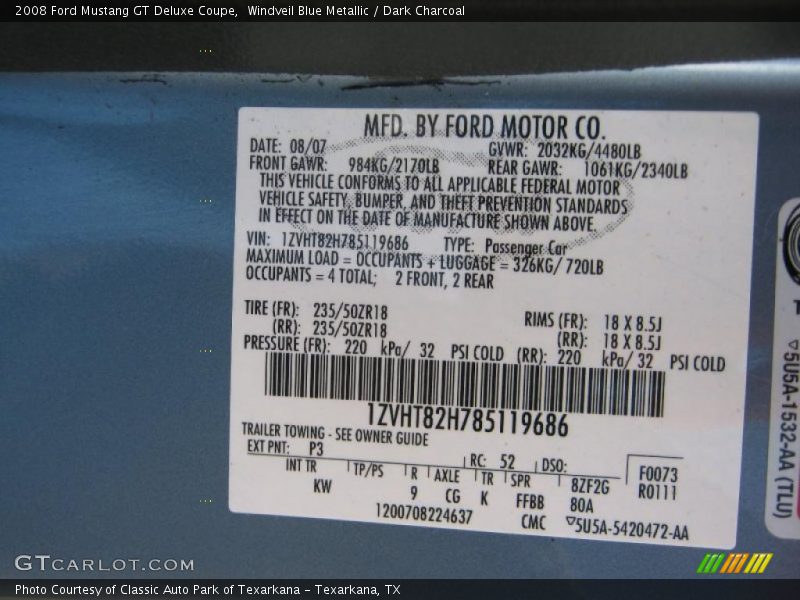 2008 Ford Mustang GT Deluxe Coupe,  Windveil Blue Metallic / Dark Charcoal
MFD. BY FORD MOTOR CO.
DATE: 08/07 GVWR: 2032KG/4480LB
FRONT GAWR: 984KG/2170LB REAR GAWR: 1061KG/2340LB
THIS VEHICLE CONFORMS TO ALL APPLICABLE FEDERAL MOTOR
VEHICLE SAFETY, BUMPER, AND THEFT PREVENTION STANDARDS
IN EFFECT ON THE DATE OF MANUFACTURE SHOWN ABOVE.
VIN: 1ZVHT82H785119686 TYPE: Passenger Car
MAXIMUM LOAD = OCCUPANTS + LUGGAGE = 326KG/720LB
OCCUPANTS = 4 TOTAL; 2 FRONT, 2 REAR
TIRE (FR): 235/50ZR18 RIMS (FR): 18 X 8.5J
(RR): 235/50ZR18 (RR): 18 X 8.5J
PRESSURE (FR): 220 kPa/ 32 PSI COLD (RR): 220 kPa/ 32 PSI COLD
1ZVHT82H785119686
TRAILER TOWING - SEE OWNER GUIDE
EXT PNT: P3 RC: 52 DSO: F0073
INT TR TP/PS R AXLE TR SPR 8ZF2G R0111
KW 9 CG K FFBB 80A
1200708224637 CMC ▽5U5A-5420472-AA
▽5U5A-1532-AA (TLU)
GTCARLOT.COM
Photo Courtesy of Classic Auto Park of Texarkana - Texarkana, TX